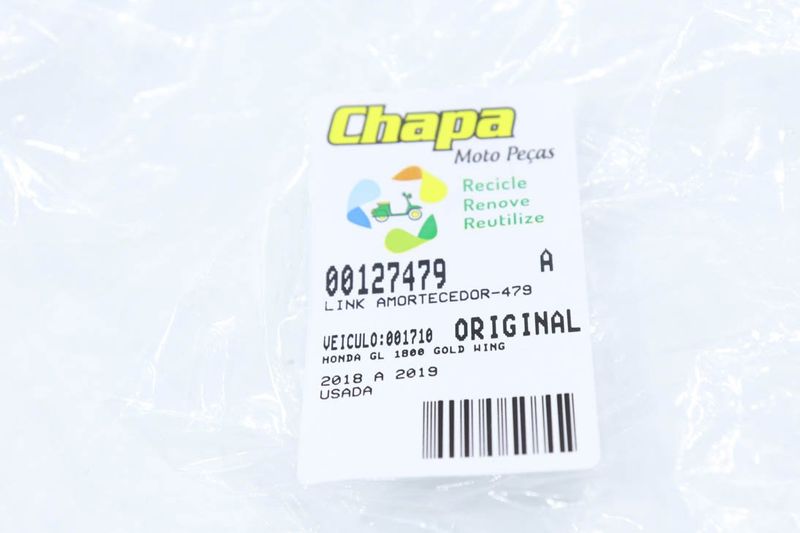 Chapa
Moto Peças
Recicle
Renove
Reutilize
00127479 A
LINK AMORTECEDOR-479
VEICULO:001710 ORIGINAL
HONDA GL 1800 GOLD WING
2018 A 2019
USADA